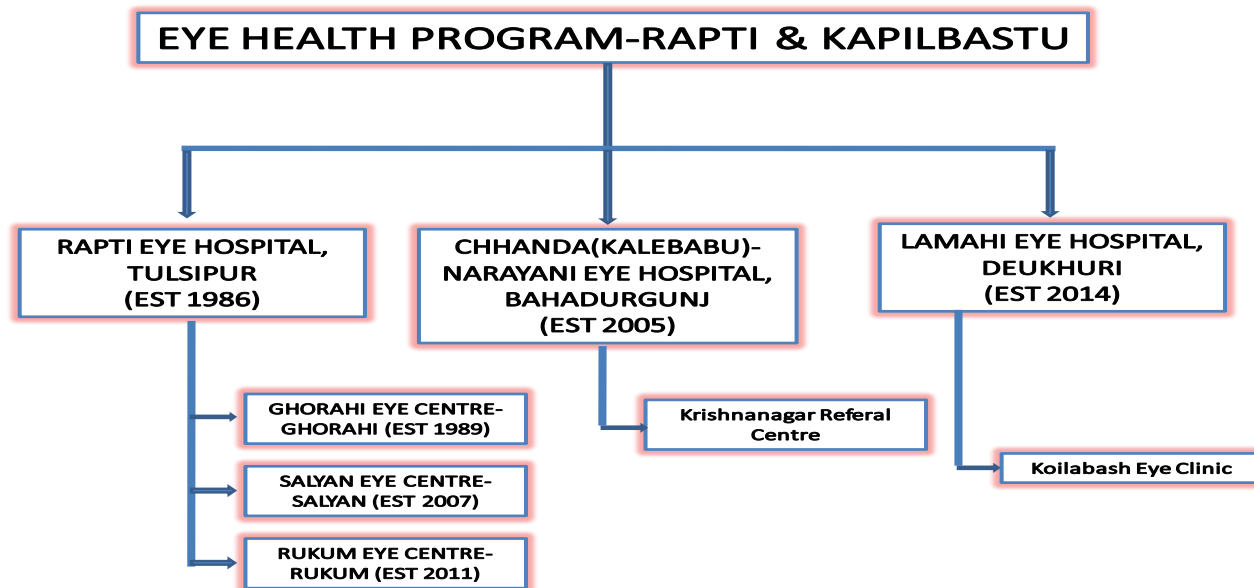 EYE HEALTH PROGRAM-RAPTI & KAPILBASTU
RAPTI EYE HOSPITAL,
TULSIPUR
(EST 1986)
CHHANDA(KALEBABU)-
NARAYANI EYE HOSPITAL,
BAHADURGUNJ
(EST 2005)
LAMAHI EYE HOSPITAL,
DEUKHURI
(EST 2014)
GHORAHI EYE CENTRE-
GHORAHI (EST 1989)
SALYAN EYE CENTRE-
SALYAN (EST 2007)
RUKUM EYE CENTRE-
RUKUM (EST 2011)
Krishnanagar Referal
Centre
Koilabash Eye Clinic